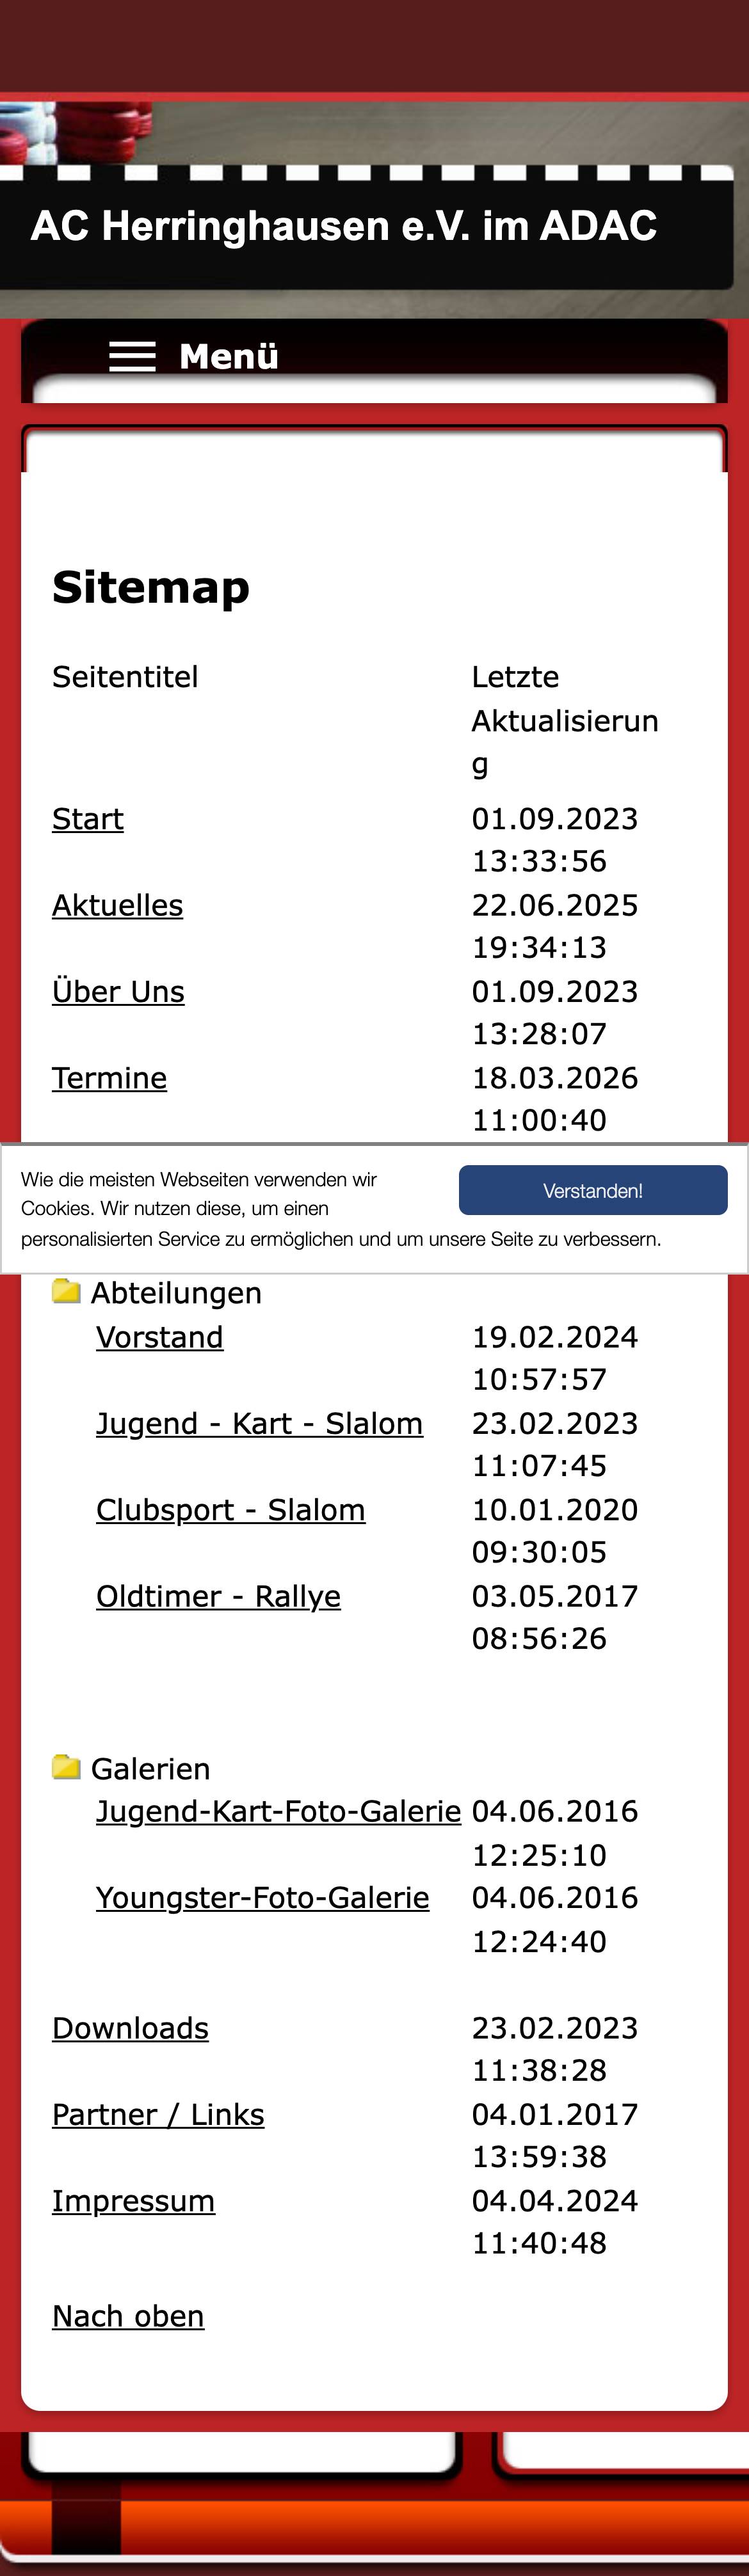 AC Herringhausen e.V. im ADAC
Menü
Sitemap
Seitentitel Letzte
Aktualisierun
g
Start 01.09.2023
13:33:56
Aktuelles 22.06.2025
19:34:13
Über Uns 01.09.2023
13:28:07
Termine 18.03.2026
11:00:40
Wie die meisten Webseiten verwenden wir
Cookies. Wir nutzen diese, um einen
personalisierten Service zu ermöglichen und um unsere Seite zu verbessern.
Verstanden!
Abteilungen
Vorstand 19.02.2024
10:57:57
Jugend - Kart - Slalom 23.02.2023
11:07:45
Clubsport - Slalom 10.01.2020
09:30:05
Oldtimer - Rallye 03.05.2017
08:56:26
Galerien
Jugend-Kart-Foto-Galerie 04.06.2016
12:25:10
Youngster-Foto-Galerie 04.06.2016
12:24:40
Downloads 23.02.2023
11:38:28
Partner / Links 04.01.2017
13:59:38
Impressum 04.04.2024
11:40:48
Nach oben